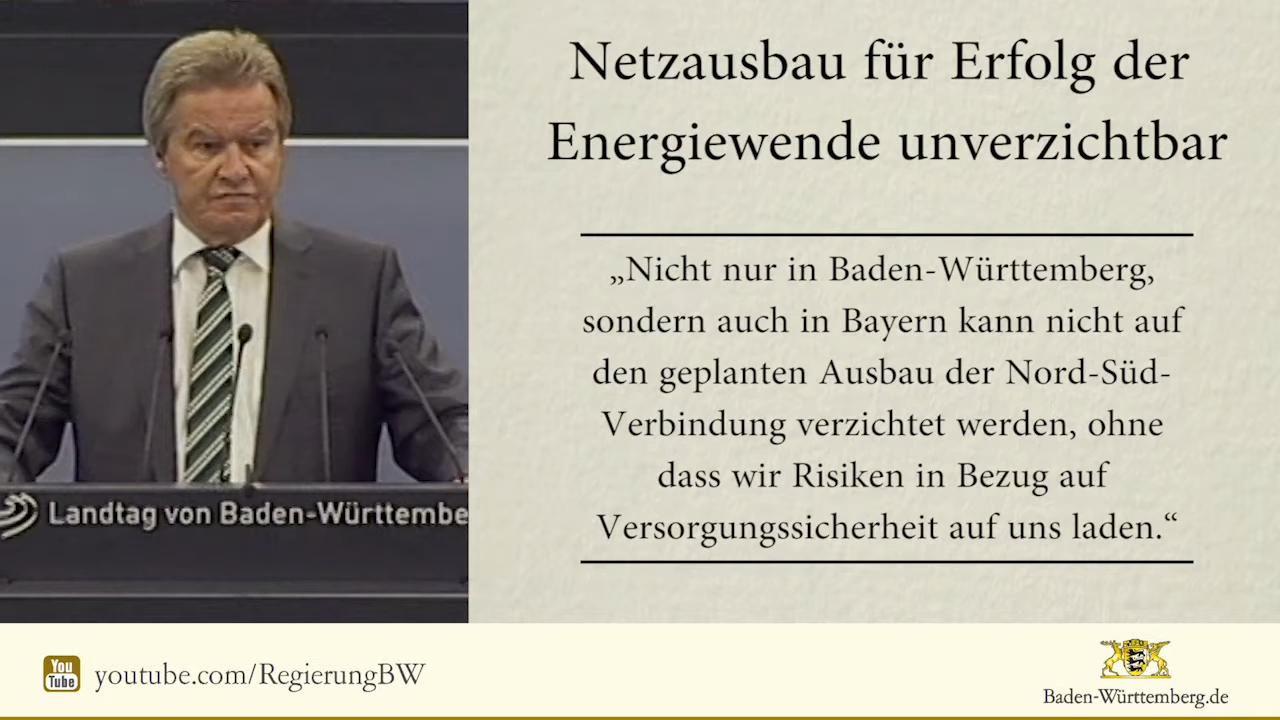 Netzausbau für Erfolg der
Energiewende unverzichtbar
„Nicht nur in Baden-Württemberg,
sondern auch in Bayern kann nicht auf
den geplanten Ausbau der Nord-Süd-
Verbindung verzichtet werden, ohne
dass wir Risiken in Bezug auf
Versorgungssicherheit auf uns laden.“
Landtag von Baden-Württembe
You
Tube
youtube.com/RegierungBW
Baden-Württemberg.de